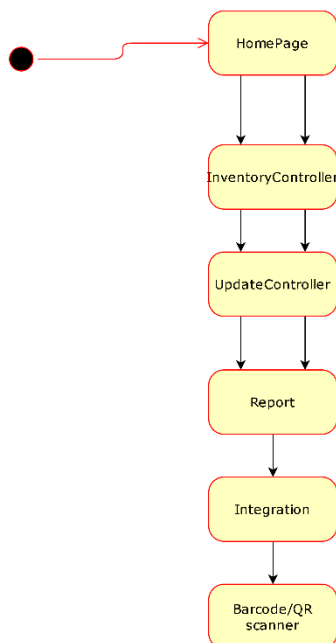 HomePage
InventoryController
UpdateController
Report
Integration
Barcode/QR
scanner